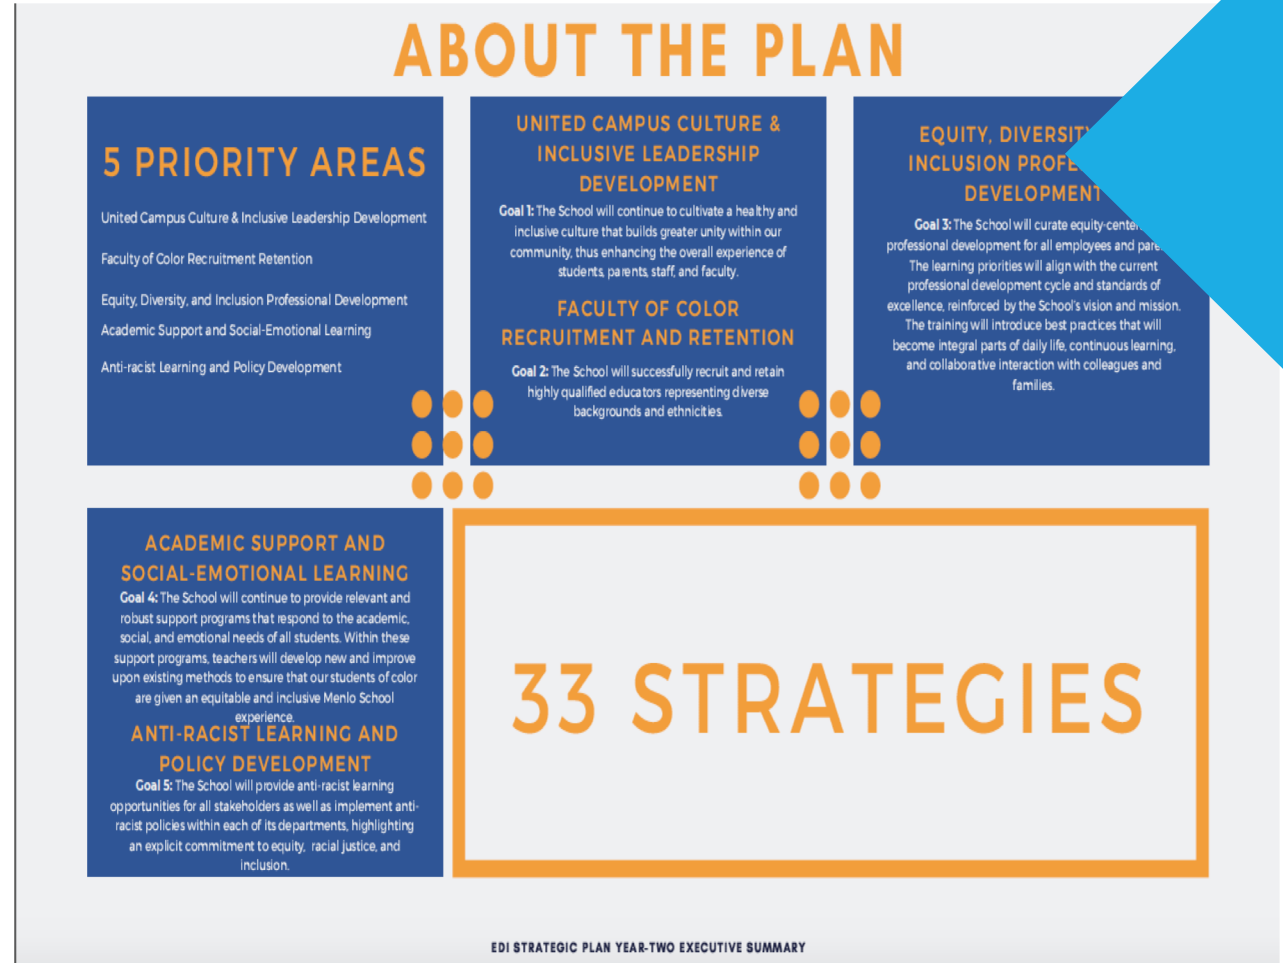 ABOUT THE PLAN
5 PRIORITY AREAS
United Campus Culture & Inclusive Leadership Development
Faculty of Color Recruitment Retention
Equity, Diversity, and Inclusion Professional Development
Academic Support and Social-Emotional Learning
Anti-racist Learning and Policy Development
UNITED CAMPUS CULTURE &
INCLUSIVE LEADERSHIP
DEVELOPMENT
Goal 1: The School will continue to cultivate a healthy and
inclusive culture that builds greater unity within our
community, thus enhancing the overall experience of
students, parents, staff, and faculty.
FACULTY OF COLOR
RECRUITMENT AND RETENTION
Goal 2: The School will successfully recruit and retain
highly qualified educators representing diverse
backgrounds and ethnicities.
EQUITY, DIVERSITY
INCLUSION
DEVELOPMENT
Goal 3: The School will curate
professional development for all employees and
The learning priorities will align with the current
professional development cycle and standards of
excellence, reinforced by the School's vision and mission.
The training will introduce best practices that will
become integral parts of daily life, continuous learning,
and collaborative interaction with colleagues and
families.
ACADEMIC SUPPORT AND
SOCIAL-EMOTIONAL LEARNING
Goal 4: The School will continue to provide relevant and
robust support programs that respond to the academic,
social, and emotional needs of all students. Within these
support programs, teachers will develop new and improve
upon existing methods to ensure that our students of color
are given an equitable and inclusive Menlo School
experience.
ANTI-RACIST LEARNING AND
POLICY DEVELOPMENT
Goal 5: The School will provide anti-racist learning
opportunities for all stakeholders as well as implement anti-
racist policies within each of its departments, highlighting
an explicit commitment to equity, racial justice, and
inclusion.
33 STRATEGIES
EDI STRATEGIC PLAN YEAR-TWO EXECUTIVE SUMMARY